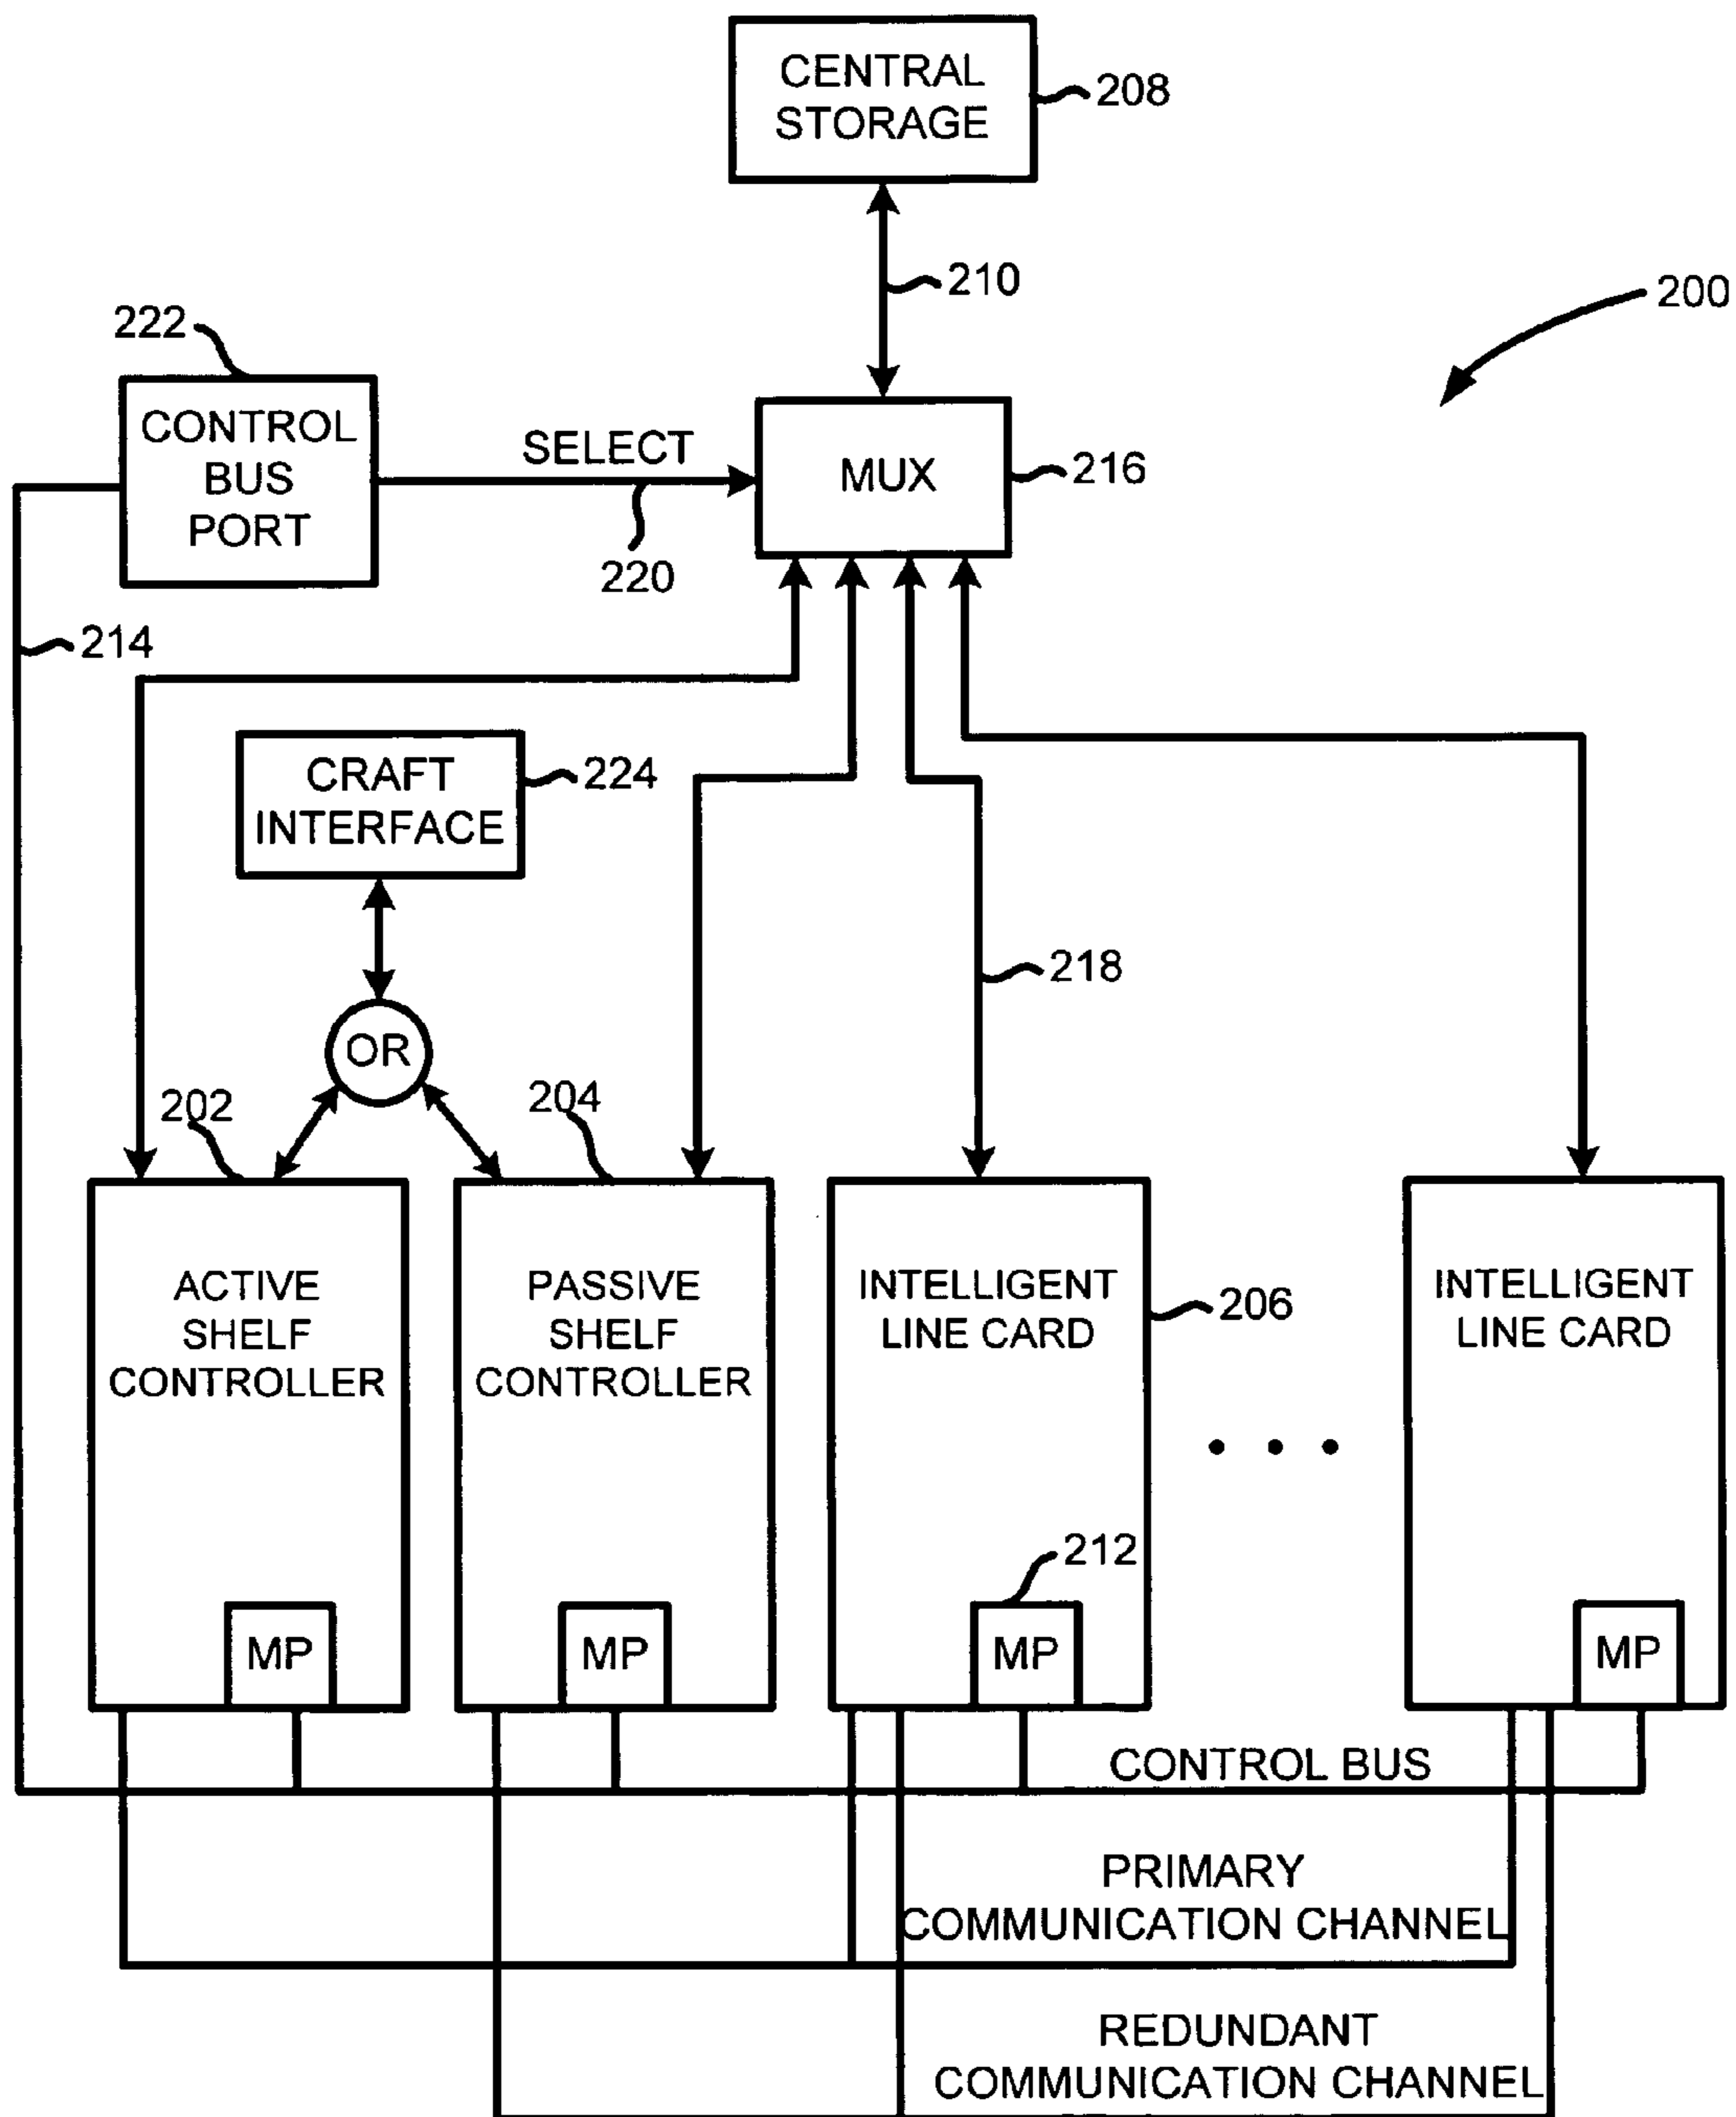 CENTRAL
STORAGE
208
210
200
222
CONTROL
BUS
PORT
SELECT
MUX
216
220
214
CRAFT
INTERFACE
224
218
OR
202
204
ACTIVE
SHELF
CONTROLLER
PASSIVE
SHELF
CONTROLLER
INTELLIGENT
LINE CARD
206
INTELLIGENT
LINE CARD
212
MP
MP
MP
MP
CONTROL BUS
PRIMARY
COMMUNICATION CHANNEL
REDUNDANT
COMMUNICATION CHANNEL